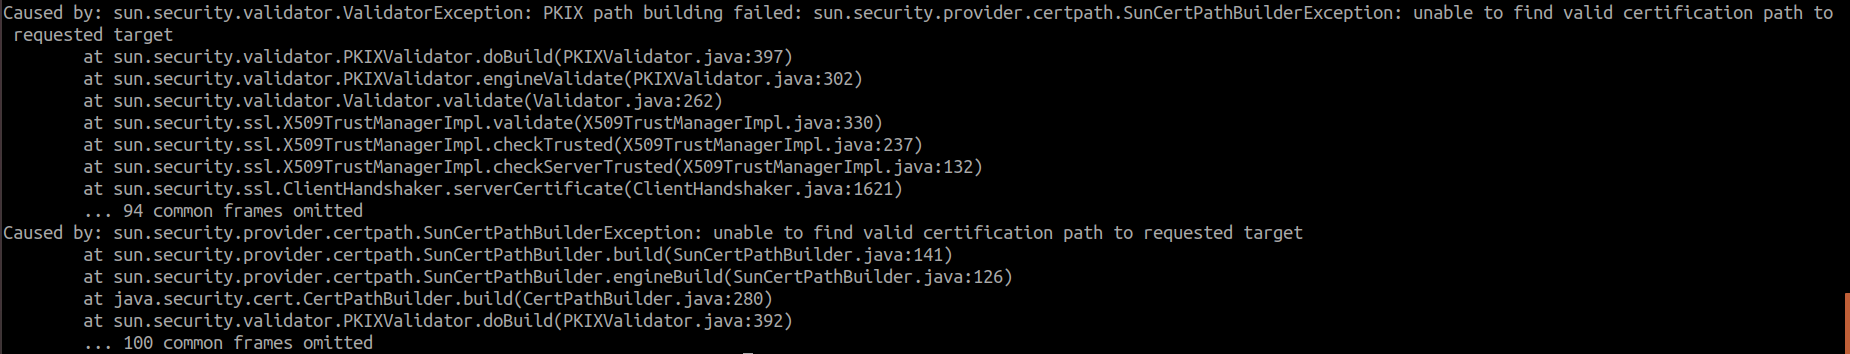 Caused by: sun.security.validator.ValidatorException: PKIX path building failed: sun.security.provider.certpath.SunCertPathBuilderException: unable to find valid certification path to
requested target
at sun.security.validator.PKIXValidator.doBuild(PKIXValidator.java:397)
at sun.security.validator.PKIXValidator.engineValidate(PKIXValidator.java:302)
at sun.security.validator.Validator.validate(Validator.java:262)
at sun.security.ssl.X509TrustManagerImpl.validate(X509TrustManagerImpl.java:330)
at sun.security.ssl.X509TrustManagerImpl.checkTrusted(X509TrustManagerImpl.java:237)
at sun.security.ssl.X509TrustManagerImpl.checkServerTrusted(X509TrustManagerImpl.java:132)
at sun.security.ssl.ClientHandshaker.serverCertificate(ClientHandshaker.java:1621)
... 94 common frames omitted
Caused by: sun.security.provider.certpath.SunCertPathBuilderException: unable to find valid certification path to requested target
at sun.security.provider.certpath.SunCertPathBuilder.build(SunCertPathBuilder.java:141)
at sun.security.provider.certpath.SunCertPathBuilder.engineBuild(SunCertPathBuilder.java:126)
at java.security.cert.CertPathBuilder.build(CertPathBuilder.java:280)
at sun.security.validator.PKIXValidator.doBuild(PKIXValidator.java:392)
... 100 common frames omitted